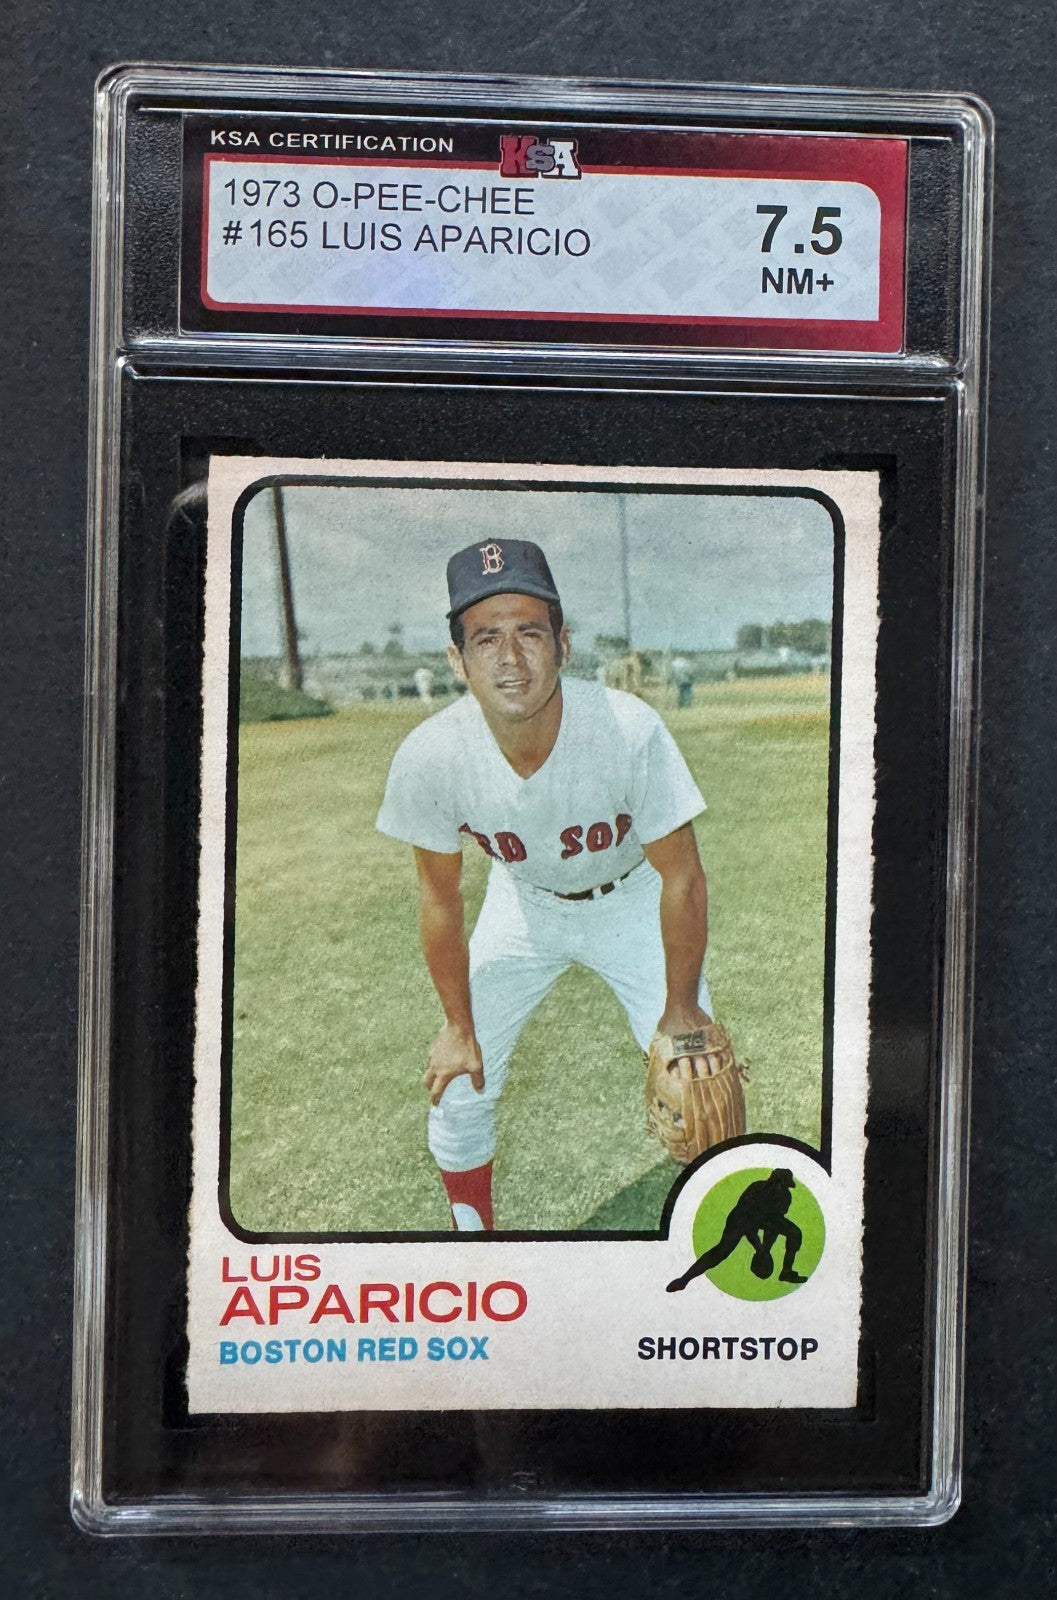 KSA CERTIFICATION
KSA
1973 O-PEE-CHEE
#165 LUIS APARICIO
7.5
NM+
B
RED SOX
LUIS
APARICIO
BOSTON RED SOX
SHORTSTOP